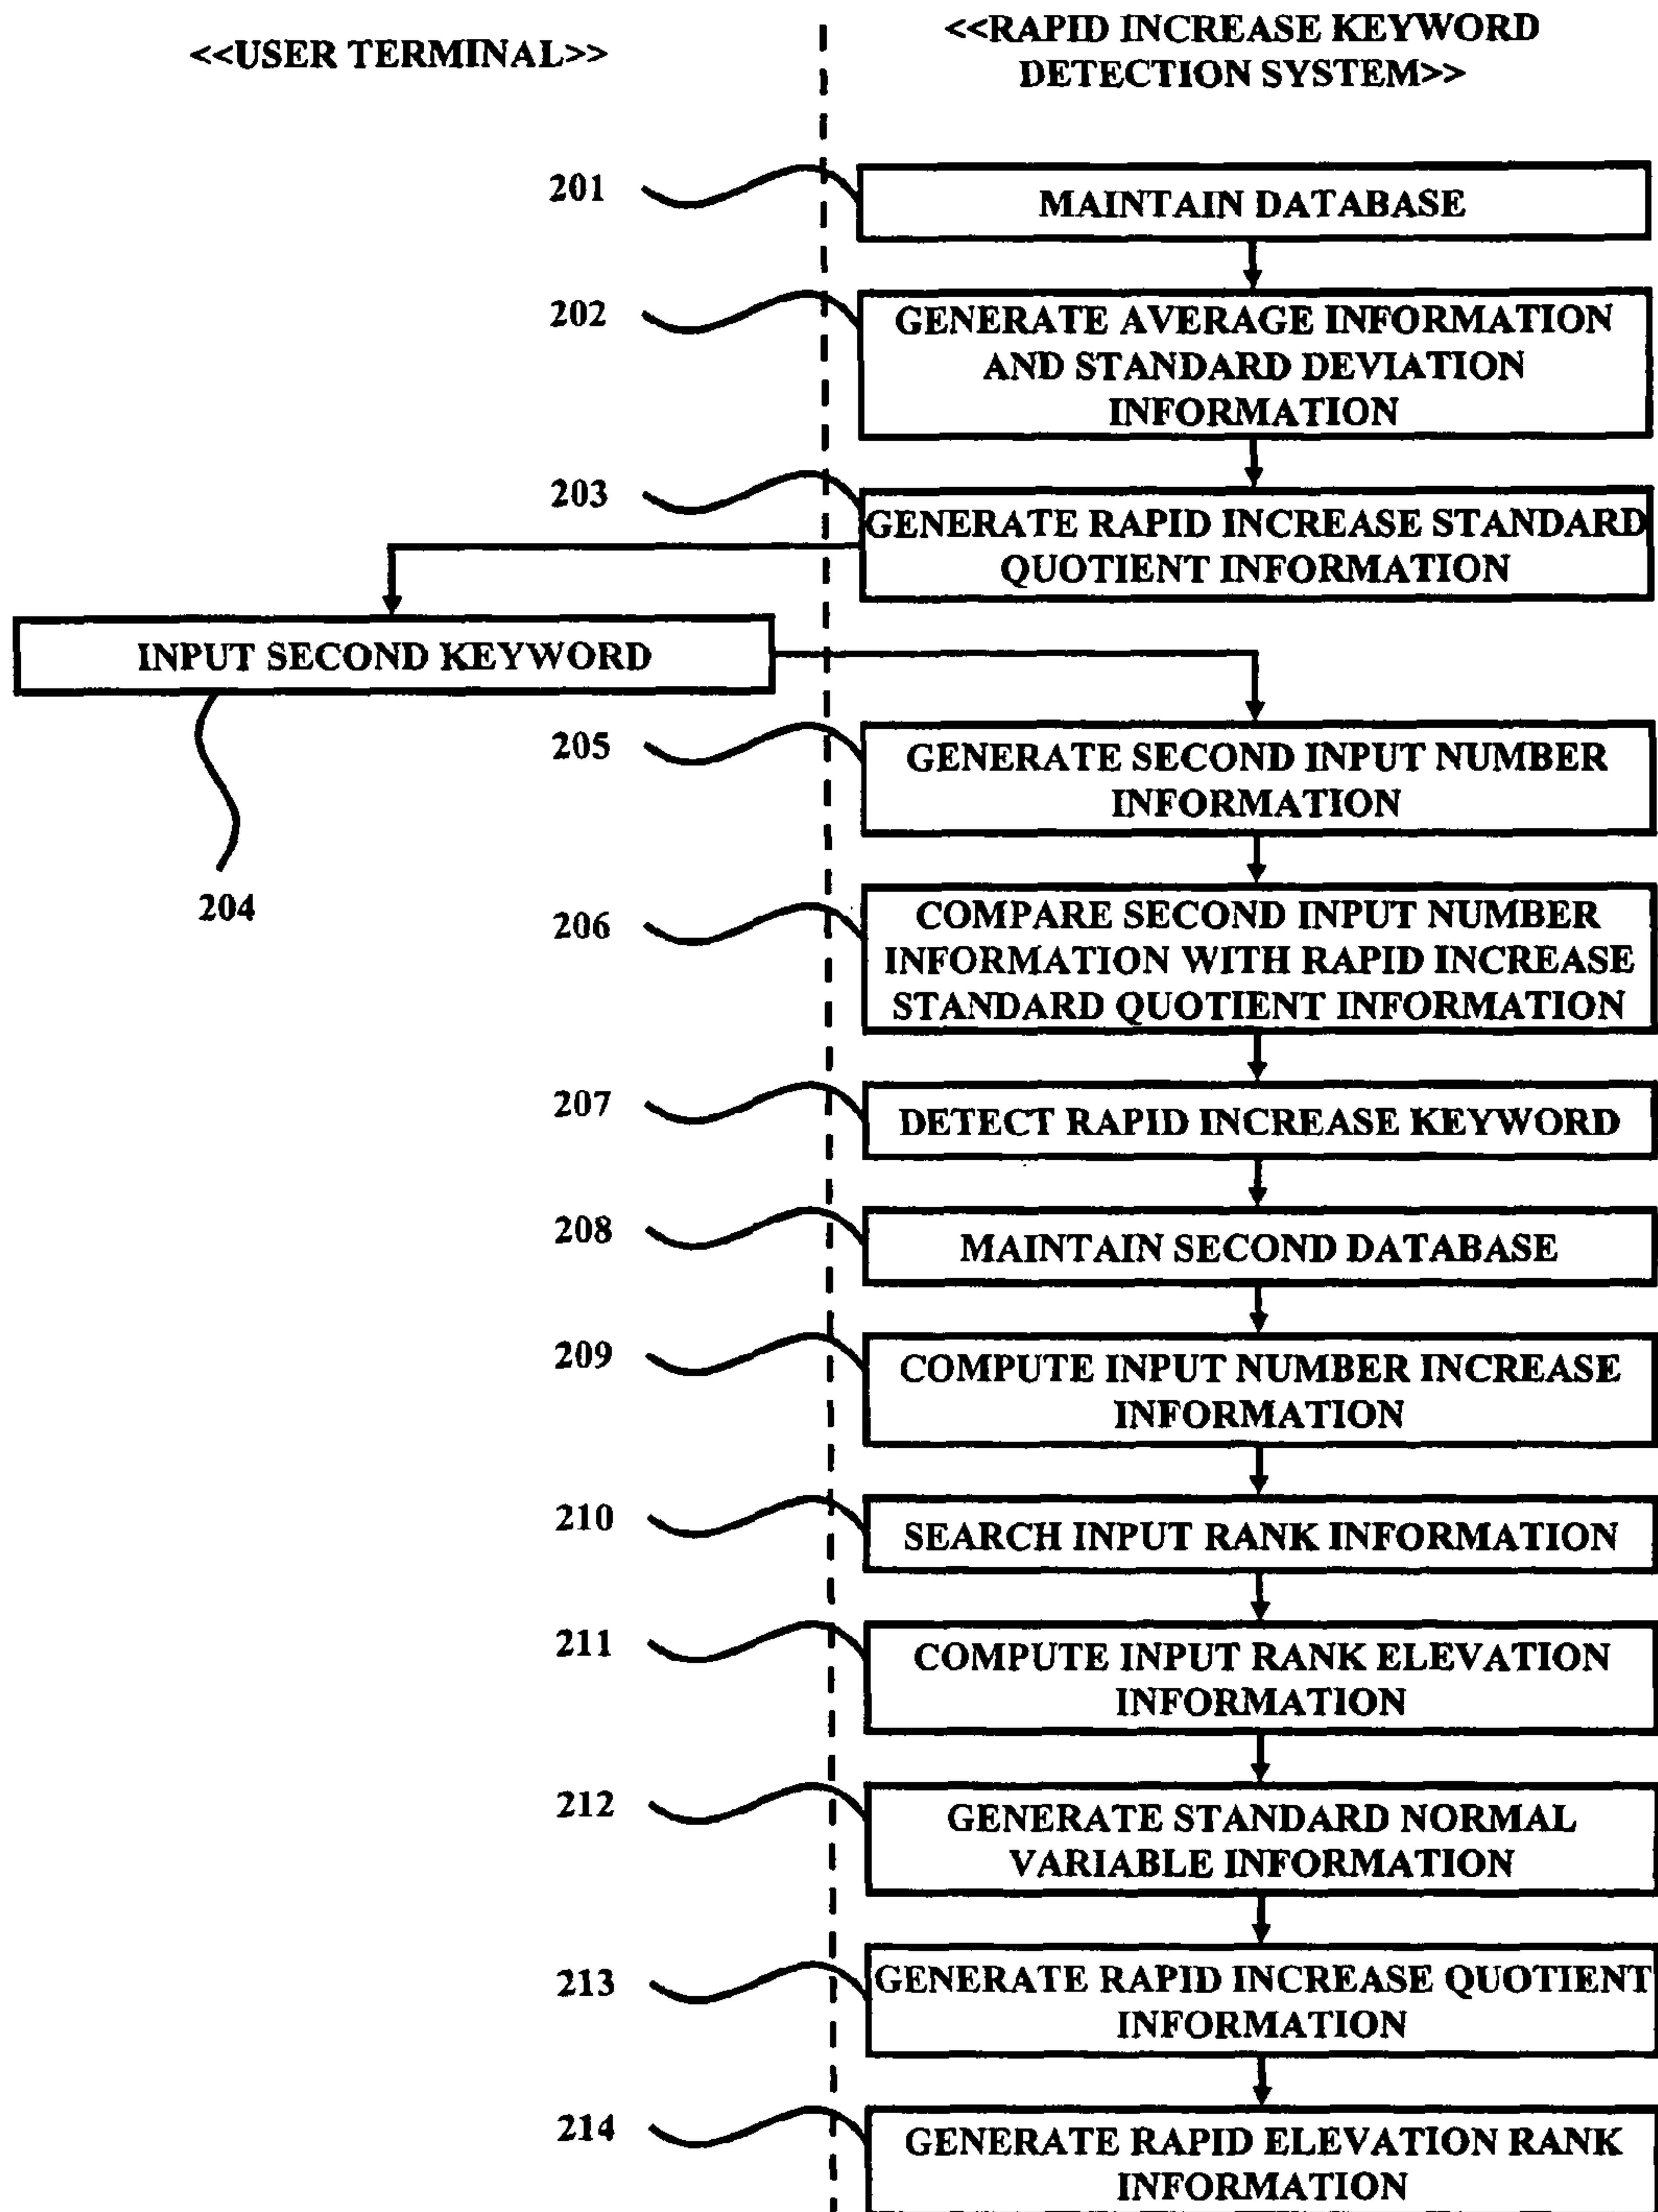 <<USER TERMINAL>>
<<RAPID INCREASE KEYWORD
DETECTION SYSTEM>>
201
MAINTAIN DATABASE
202
GENERATE AVERAGE INFORMATION
AND STANDARD DEVIATION
INFORMATION
203
GENERATE RAPID INCREASE STANDARD
QUOTIENT INFORMATION
INPUT SECOND KEYWORD
204
205
GENERATE SECOND INPUT NUMBER
INFORMATION
206
COMPARE SECOND INPUT NUMBER
INFORMATION WITH RAPID INCREASE
STANDARD QUOTIENT INFORMATION
207
DETECT RAPID INCREASE KEYWORD
208
MAINTAIN SECOND DATABASE
209
COMPUTE INPUT NUMBER INCREASE
INFORMATION
210
SEARCH INPUT RANK INFORMATION
211
COMPUTE INPUT RANK ELEVATION
INFORMATION
212
GENERATE STANDARD NORMAL
VARIABLE INFORMATION
213
GENERATE RAPID INCREASE QUOTIENT
INFORMATION
214
GENERATE RAPID ELEVATION RANK
INFORMATION